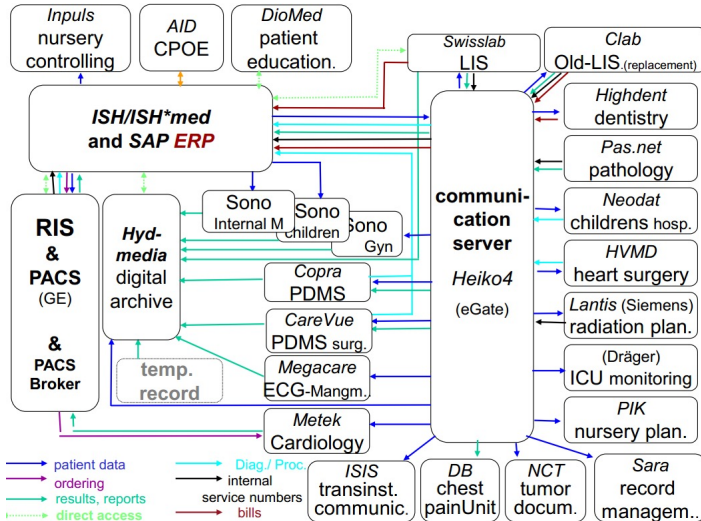 Inpuls
nursery
controlling
AID
CPOE
DioMed
patient
education.
Swisslab
LIS
Clab
Old-LIS.(replacement)
ISH/ISH*med
and SAP ERP
Highdent
dentistry
Pas.net
pathology
Neodat
childrens hosp.
HVMD
heart surgery
Lantis (Siemens)
radiation plan.
(Dräger)
ICU monitoring
PIK
nursery plan.
communi-
cation
server
Heiko4
(eGate)
RIS
&
PACS
(GE)
&
PACS
Broker
Hyd-
media
digital
archive
Sono
Internal M
Sono
children
Sono
Gyn
Copra
PDMS
CareVue
PDMS surg.
Megacare
ECG-Mangm..
temp.
record
Metek
Cardiology
ISIS
transinst.
communic.
DB
chest
painUnit
NCT
tumor
docum.
Sara
record
managem..
patient data
ordering
results, reports
direct access
Diag./ Proc.
internal
service numbers
bills